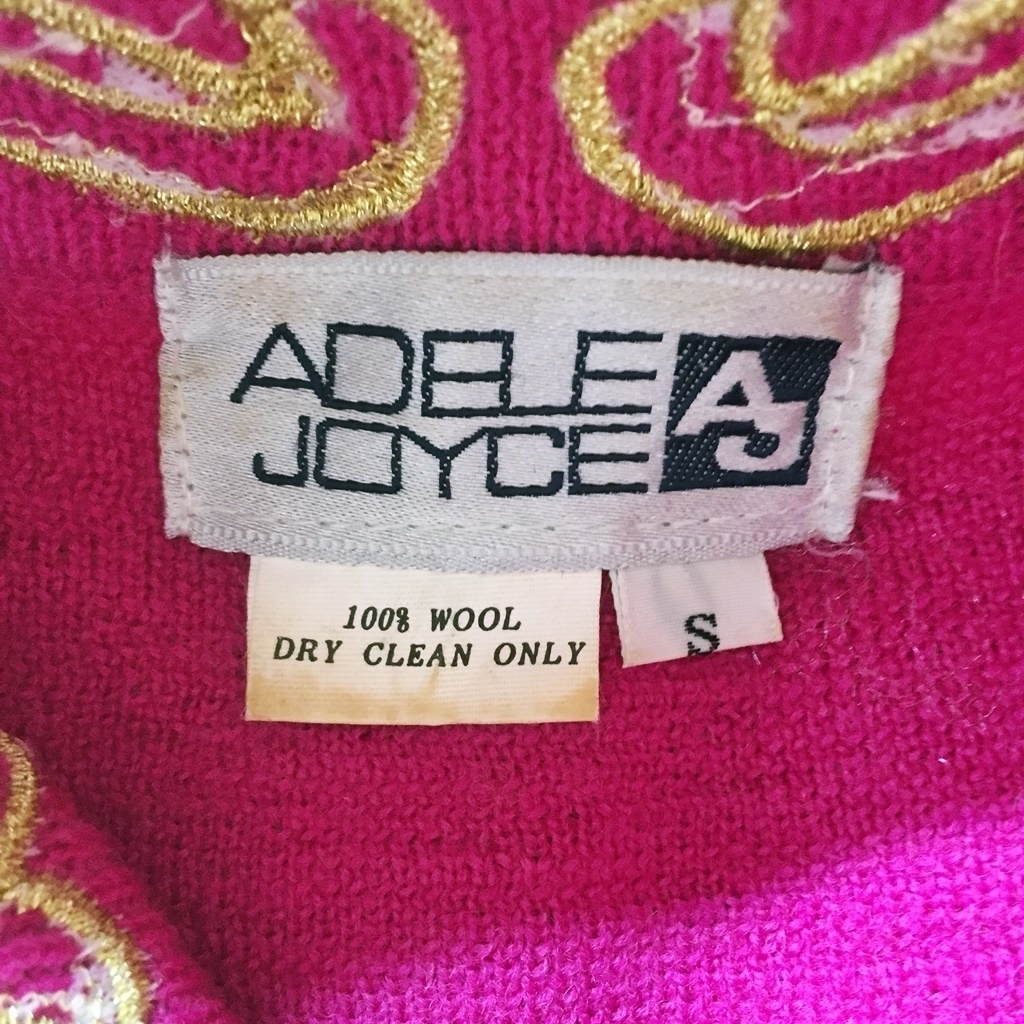 ADELE
JOYCE
AJ
100% WOOL
DRY CLEAN ONLY
S